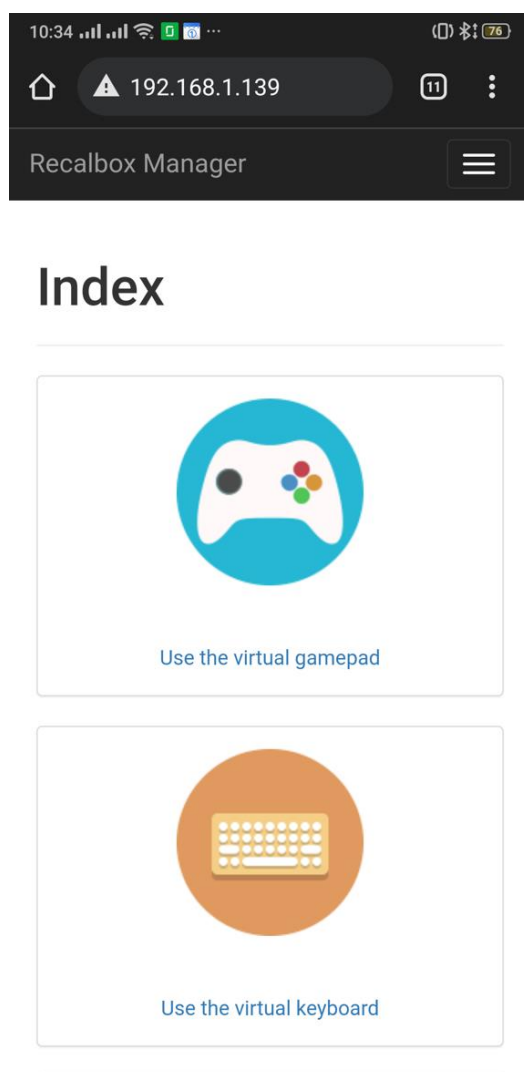 10:34
76
192.168.1.139
11
Recalbox Manager
Index
Use the virtual gamepad
Use the virtual keyboard